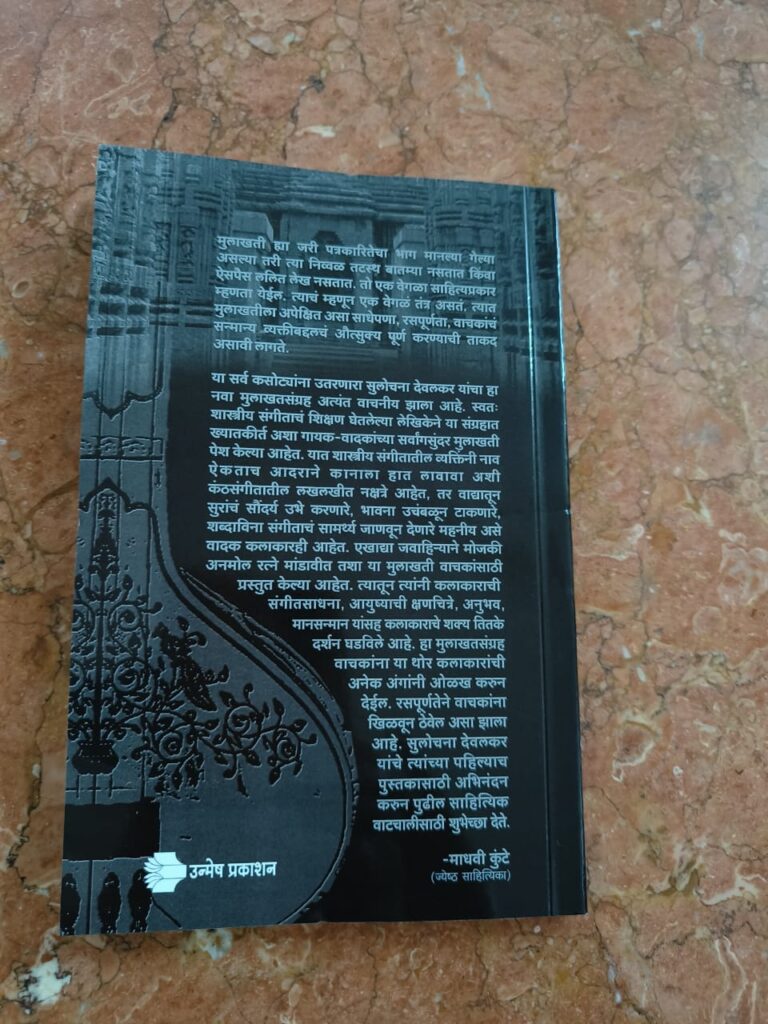 मुलाखती ह्या जरी पत्रकारितेचा भाग मानल्या गेल्या
असल्या तरी त्या निव्वळ तटस्थ बातम्या नसतात किंवा
ऐसपैस ललित लेख नसतात. तो एक वेगळा साहित्यप्रकार
म्हणता येईल. त्याचं म्हणून एक वेगळं तंत्र असतं, त्यात
मुलाखतीला अपेक्षित असा साधेपणा, रसपूर्णता, वाचकांचं
सन्मान्य व्यक्तीबद्दलचं औत्सुक्य पूर्ण करण्याची ताकद
असावी लागते.
या सर्व कसोट्यांना उतरणारा सुलोचना देवलकर यांचा हा
नवा मुलाखतसंग्रह अत्यंत वाचनीय झाला आहे. स्वतः
शास्त्रीय संगीताचं शिक्षण घेतलेल्या लेखिकेने या संग्रहात
ख्यातकीर्त अशा गायक-वादकांच्या सर्वांगसुंदर मुलाखती
पेश केल्या आहेत. यात शास्त्रीय संगीतातील व्यक्तिंनी नाव
ऐकताच आदराने कानाला हात लावावा अशी
कंठसंगीतातील लखलखीत नक्षत्रे आहेत, तर वाद्यातून
सुरांचं सौंदर्य उभे करणारे, भावना उचंबळून टाकणारे,
शब्दाविना संगीताचं सामर्थ्य जाणवून देणारे महनीय असे
वादक कलाकारही आहेत. एखाद्या जवाहिऱ्याने मोजकी
अनमोल रत्ने मांडावीत तशा या मुलाखती वाचकांसाठी
प्रस्तुत केल्या आहेत. त्यातून त्यांनी कलाकाराची
संगीतसाधना, आयुष्याची क्षणचित्रे, अनुभव,
मानसन्मान यांसह कलाकाराचे शक्य तितके
दर्शन घडविले आहे. हा मुलाखतसंग्रह
वाचकांना या थोर कलाकारांची
अनेक अंगांनी ओळख करुन
देईल. रसपूर्णतेने वाचकांना
खिळवून ठेवेल असा झाला
आहे. सुलोचना देवलकर
यांचे त्यांच्या पहिल्याच
पुस्तकासाठी अभिनंदन
करुन पुढील साहित्यिक
वाटचालीसाठी शुभेच्छा देते.
-माधवी कुंटे
(ज्येष्ठ साहित्यिका)
उन्मेष प्रकाशन